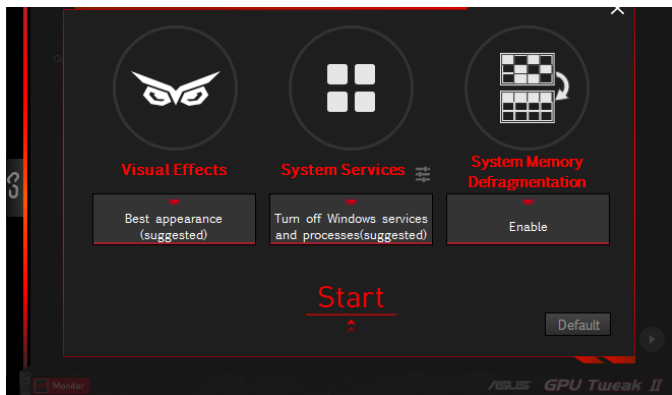 Visual Effects
System Services
System Memory
Defragmentation
Best appearance
(suggested)
Turn off Windows services
and processes(suggested)
Enable
Start
Default
Monitor
ASUS GPU Tweak II